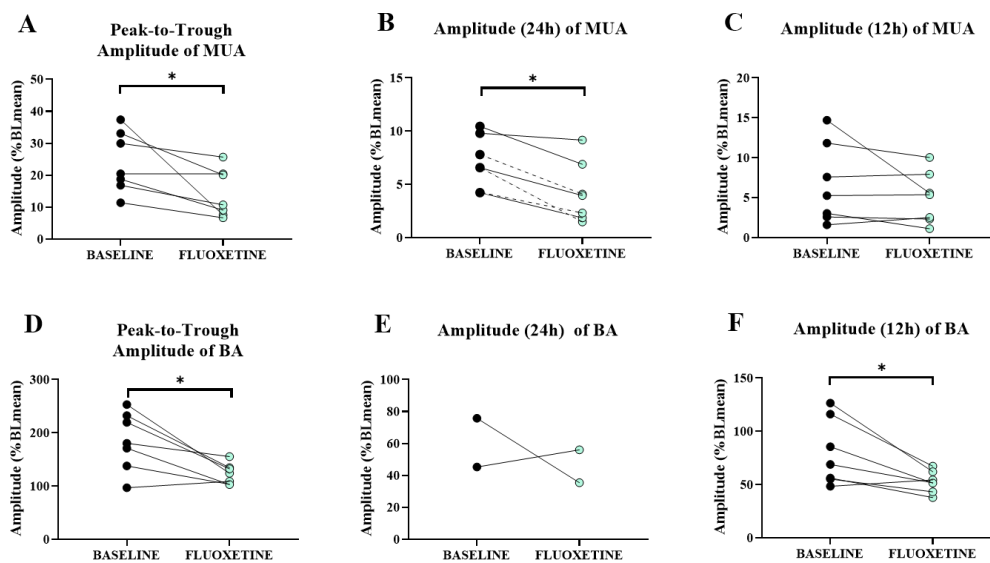 A
Peak-to-Trough
Amplitude of MUA
Amplitude (%BLmean)
50
40
30
20
10
0
*
BASELINE FLUOXETINE
B
Amplitude (24h) of MUA
Amplitude (%BLmean)
15
10
5
0
*
BASELINE FLUOXETINE
C
Amplitude (12h) of MUA
Amplitude (%BLmean)
20
15
10
5
0
BASELINE FLUOXETINE
D
Peak-to-Trough
Amplitude of BA
Amplitude (%BLmean)
300
200
100
0
*
BASELINE FLUOXETINE
E
Amplitude (24h) of BA
Amplitude (%BLmean)
100
80
60
40
20
0
BASELINE FLUOXETINE
F
Amplitude (12h) of BA
Amplitude (%BLmean)
150
100
50
0
*
BASELINE FLUOXETINE